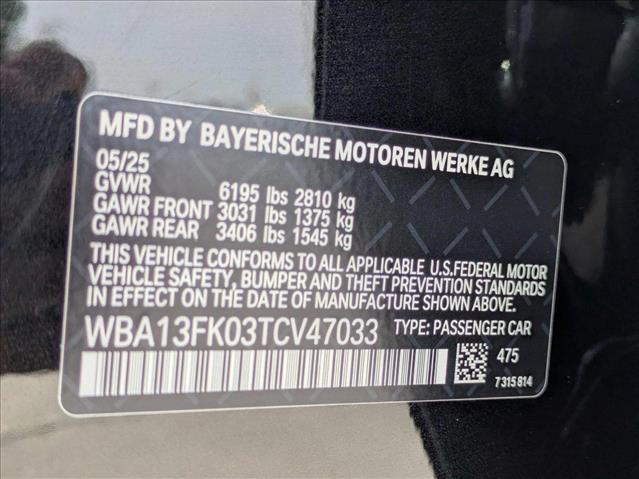 MFD BY BAYERISCHE MOTOREN WERKE AG
05/25
GVWR 6195 lbs 2810 kg
GAWR FRONT 3031 lbs 1375 kg
GAWR REAR 3406 lbs 1545 kg
THIS VEHICLE CONFORMS TO ALL APPLICABLE U.S.FEDERAL MOTOR
VEHICLE SAFETY, BUMPER AND THEFT PREVENTION STANDARDS
IN EFFECT ON THE DATE OF MANUFACTURE SHOWN ABOVE.
WBA13FK03TCV47033 TYPE: PASSENGER CAR
475
7315814